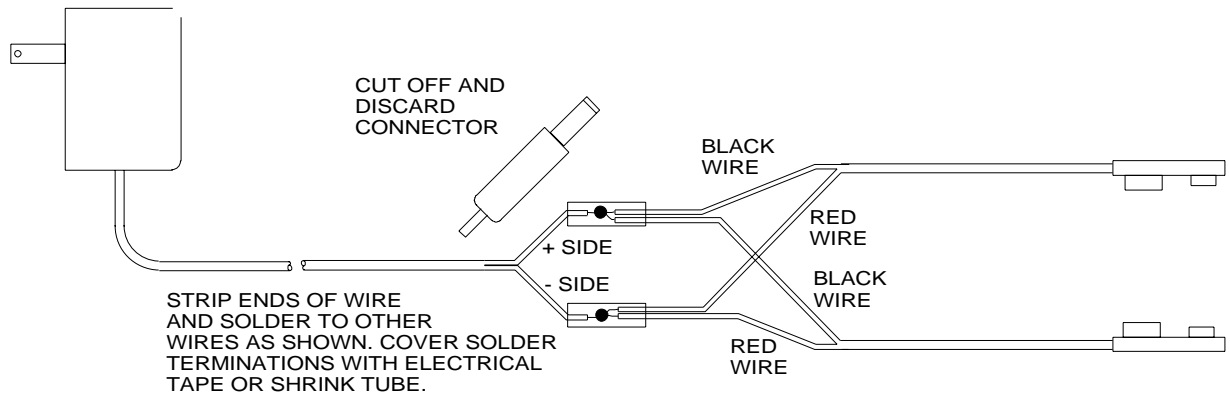 CUT OFF AND
DISCARD
CONNECTOR
BLACK
WIRE
RED
WIRE
+ SIDE
- SIDE
BLACK
WIRE
STRIP ENDS OF WIRE
AND SOLDER TO OTHER
WIRES AS SHOWN. COVER SOLDER
TERMINATIONS WITH ELECTRICAL
TAPE OR SHRINK TUBE.
RED
WIRE